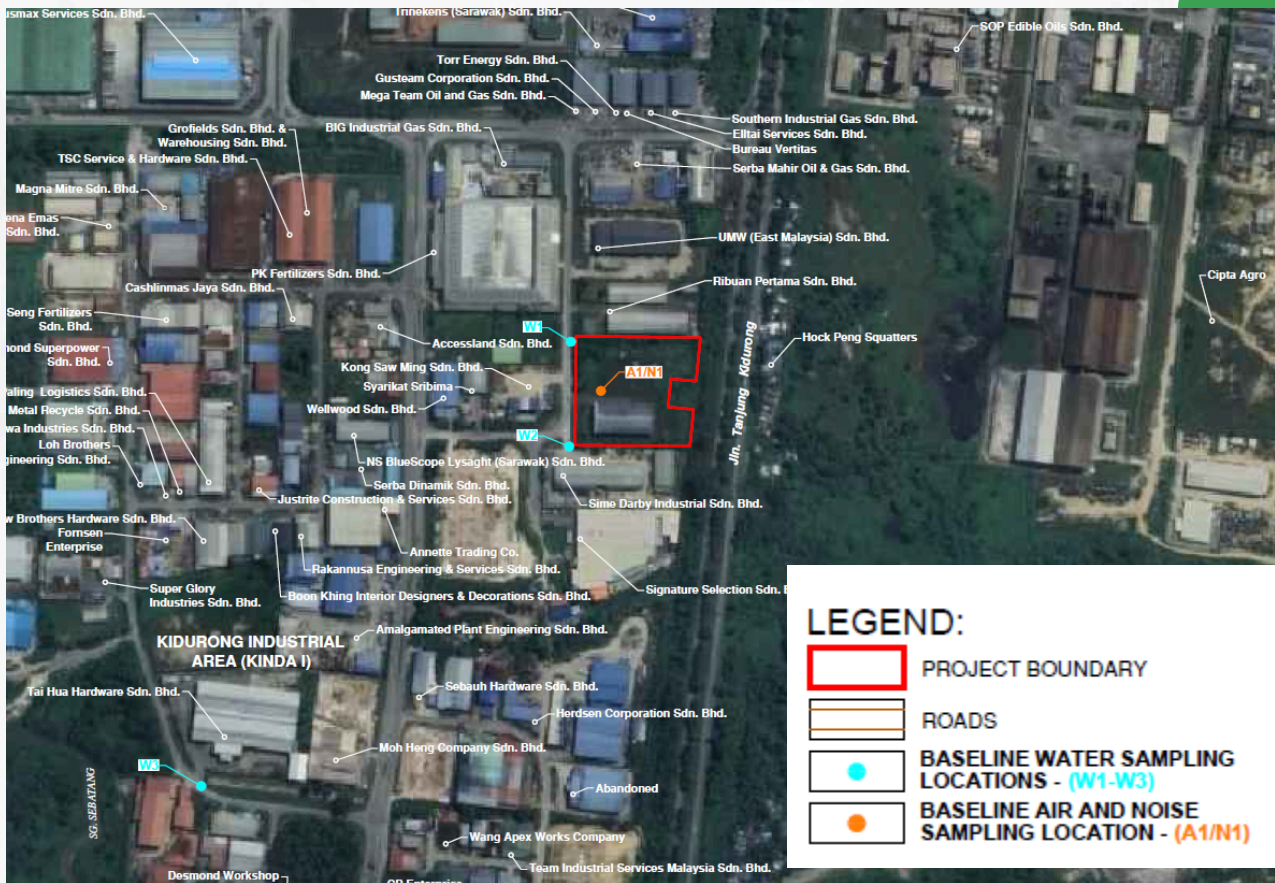 usmax Services Sdn. Bhd.
Trinekens (Sarawak) Sdn. Bhd.
SOP Edible Oils Sdn. Bhd.
Torr Energy Sdn. Bhd.
Gusteam Corporation Sdn. Bhd.
Mega Team Oil and Gas Sdn. Bhd.
Southern Industrial Gas Sdn. Bhd.
Elltai Services Sdn. Bhd.
Bureau Vertitas
Serba Mahir Oil & Gas Sdn. Bhd.
BIG Industrial Gas Sdn. Bhd.
Grofields Sdn. Bhd. &
Warehousing Sdn. Bhd.
TSC Service & Hardware Sdn. Bhd.
Magna Mitre Sdn. Bhd.
ena Emas
Sdn. Bhd.
UMW (East Malaysia) Sdn. Bhd.
PK Fertilizers Sdn. Bhd.
Ribuan Pertama Sdn. Bhd.
Cipta Agro
Cashlinmas Jaya Sdn. Bhd.
Seng Fertilizers
Sdn. Bhd.
W1
Accessland Sdn. Bhd.
Hock Peng Squatters
Jln. Tanjung Kidurong
mond Superpower
Sdn. Bhd.
Kong Saw Ming Sdn. Bhd.
A1/N1
Syarikat Sribima
Wellwood Sdn. Bhd.
Paling Logistics Sdn. Bhd.
Metal Recycle Sdn. Bhd.
wa Industries Sdn. Bhd.
Loh Brothers
gineering Sdn. Bhd.
W2
NS BlueScope Lysaght (Sarawak) Sdn. Bhd.
Serba Dinamik Sdn. Bhd.
Justrite Construction & Services Sdn. Bhd.
Sime Darby Industrial Sdn. Bhd.
w Brothers Hardware Sdn. Bhd.
Fornsen
Enterprise
Annette Trading Co.
Rakannusa Engineering & Services Sdn. Bhd.
Super Glory
Industries Sdn. Bhd.
Boon Khing Interior Designers & Decorations Sdn. Bhd.
Signature Selection Sdn. B
KIDURONG INDUSTRIAL
AREA (KINDA I)
Amalgamated Plant Engineering Sdn. Bhd.
Tai Hua Hardware Sdn. Bhd.
Sebauh Hardware Sdn. Bhd.
Herdsen Corporation Sdn. Bhd.
Moh Heng Company Sdn. Bhd.
W3
SG. SEBATANG
Abandoned
Wang Apex Works Company
Team Industrial Services Malaysia Sdn. Bhd.
Desmond Workshop
LEGEND:
PROJECT BOUNDARY
ROADS
BASELINE WATER SAMPLING
LOCATIONS - (W1-W3)
BASELINE AIR AND NOISE
SAMPLING LOCATION - (A1/N1)